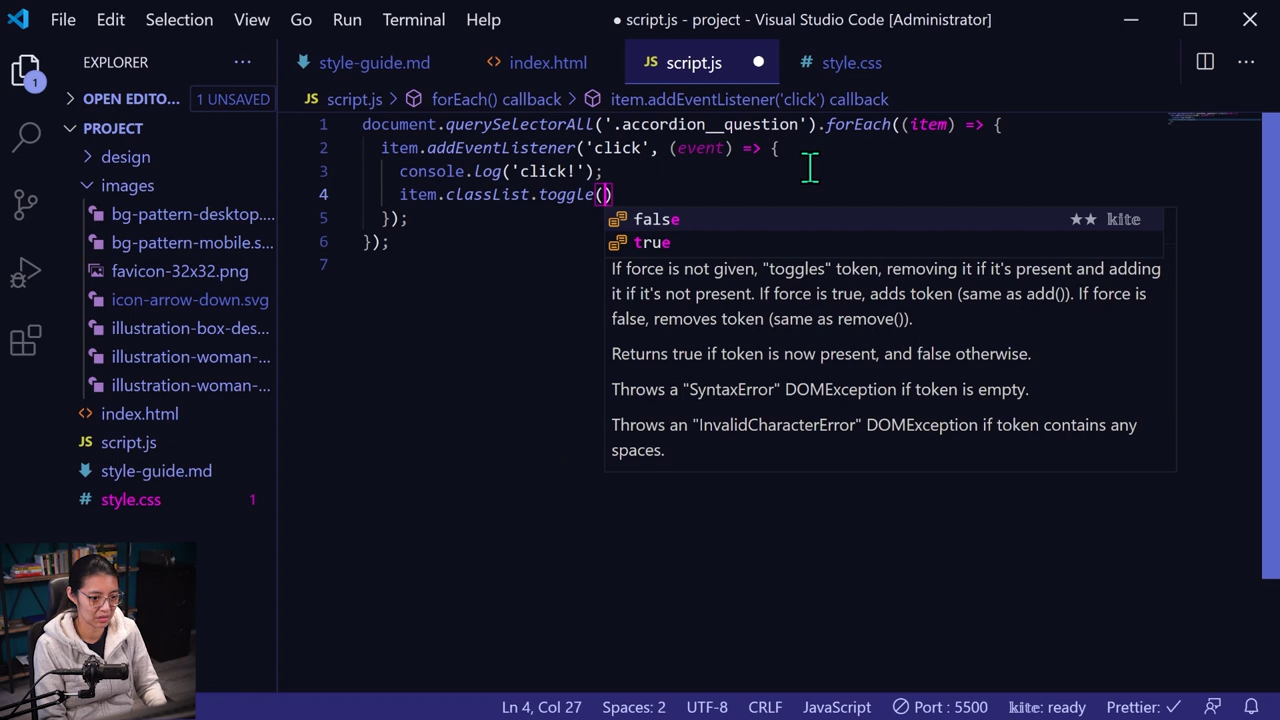 File Edit Selection View Go Run Terminal Help ● script.js - project - Visual Studio Code [Administrator]
EXPLORER ···
style-guide.md
<> index.html
JS script.js ●
# style.css
1
OPEN EDITO... 1 UNSAVED
JS script.js > forEach() callback > item.addEventListener('click') callback
PROJECT
design
images
bg-pattern-desktop....
bg-pattern-mobile.s...
favicon-32x32.png
icon-arrow-down.svg
illustration-box-des...
illustration-woman-...
illustration-woman-...
<> index.html
JS script.js
style-guide.md
# style.css 1
1 document.querySelectorAll('.accordion__question').forEach((item) => {
2 item.addEventListener('click', (event) => {
3 console.log('click!');
4 item.classList.toggle()
5 });
6 });
7
false ★★ kite
true
If force is not given, "toggles" token, removing it if it's present and adding
it if it's not present. If force is true, adds token (same as add()). If force is
false, removes token (same as remove()).
Returns true if token is now present, and false otherwise.
Throws a "SyntaxError" DOMException if token is empty.
Throws an "InvalidCharacterError" DOMException if token contains any
spaces.
Ln 4, Col 27 Spaces: 2 UTF-8 CRLF JavaScript Port : 5500 kite: ready Prettier: ✓